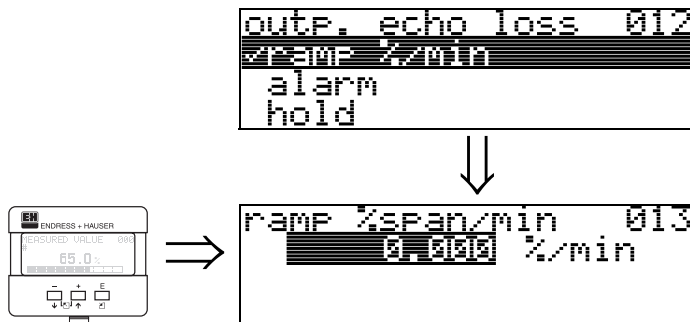 outp. echo loss 012
✓ramp %/min
alarm
hold
ramp %span/min 013
0.000 %/min
EH
ENDRESS + HAUSER
MEASURED VALUE 000
#
65.0 %
– + E